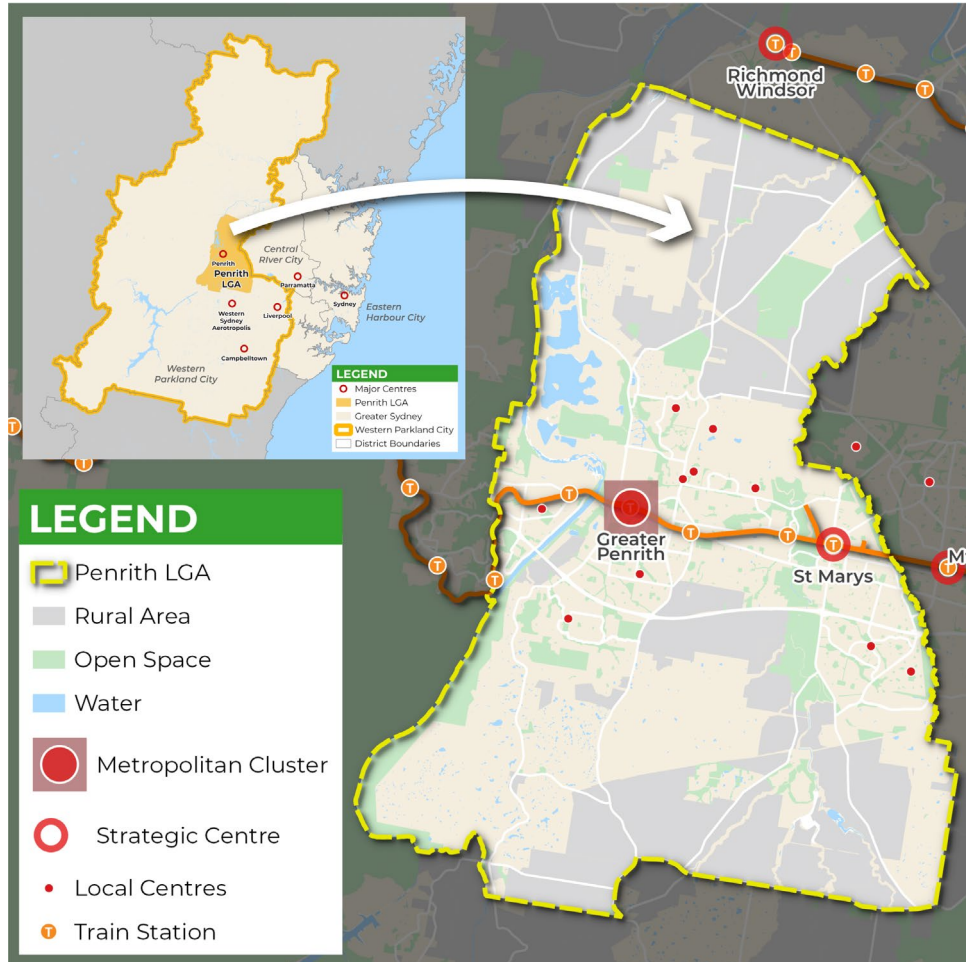 Central
River City
Penrith
Penrith
LGA
Parramatta
Sydney
Western
Sydney
Aerotropolis
Liverpool
Eastern
Harbour City
Campbelltown
Western
Parkland City
LEGEND
Major Centres
Penrith LGA
Greater Sydney
Western Parkland City
District Boundaries
T
T
Richmond
Windsor
T
T
T
T
T
T
T
T
Greater
Penrith
T
T
T
St Marys
T
M
T
T
LEGEND
Penrith LGA
Rural Area
Open Space
Water
Metropolitan Cluster
Strategic Centre
Local Centres
T
Train Station